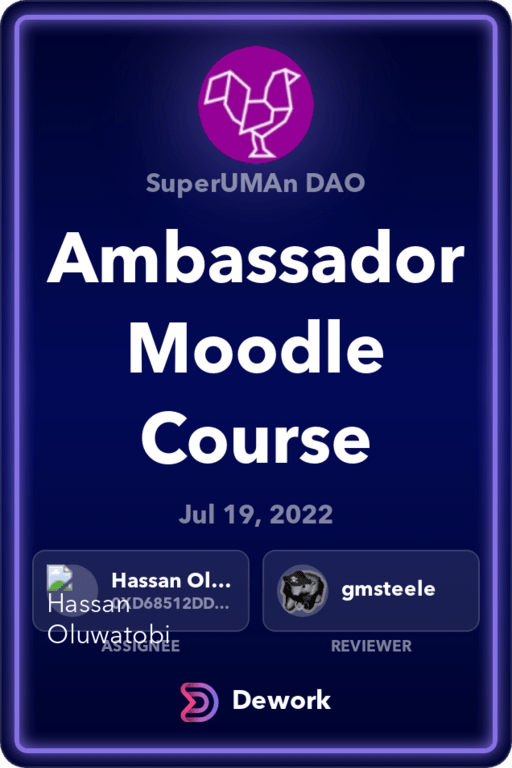 SuperUMAn DAO
Ambassador
Moodle
Course
Jul 19, 2022
Hassan Ol...
0XD68512DD...
Hassan
Oluwatobi
ASSIGNEE
gmsteele
REVIEWER
Dework